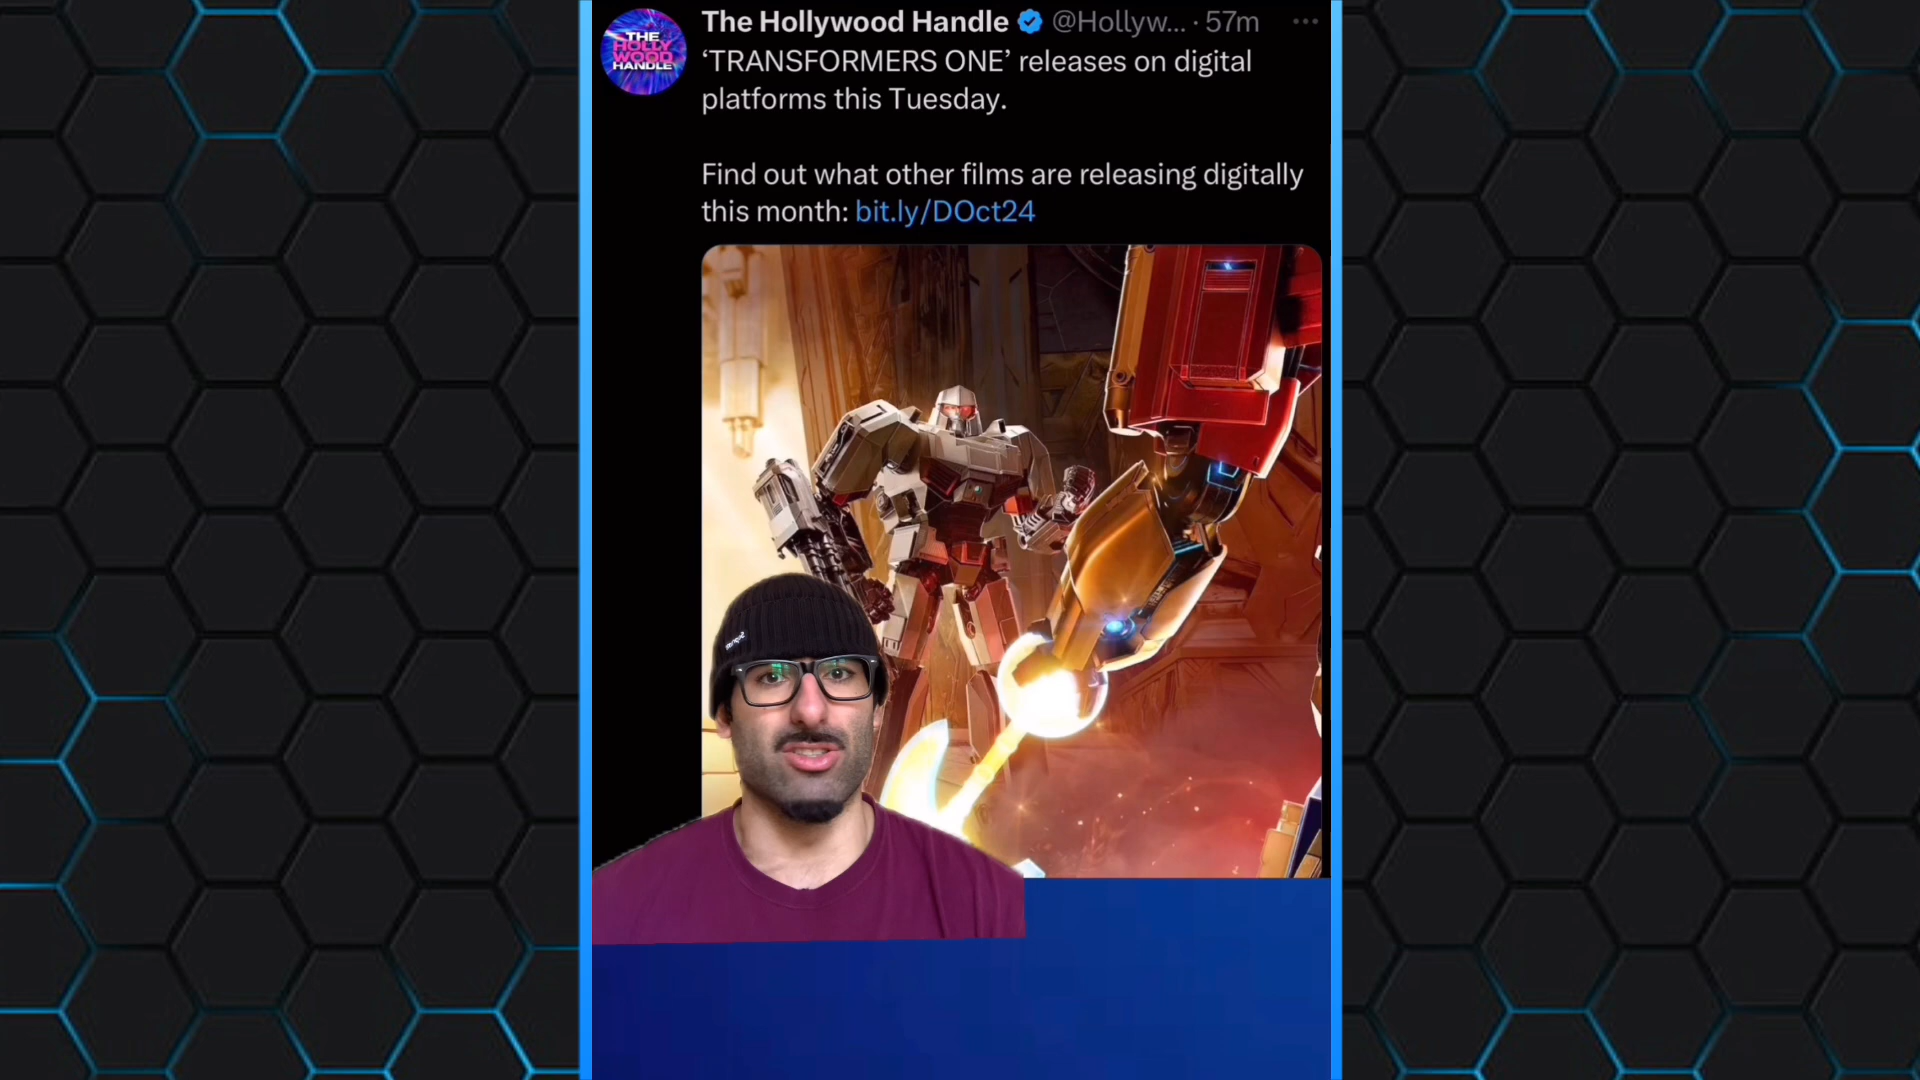 THE
HOLLY
WOOD
HANDLE
The Hollywood Handle @Hollyw... · 57m
‘TRANSFORMERS ONE’ releases on digital
platforms this Tuesday.
Find out what other films are releasing digitally
this month: bit.ly/DOct24